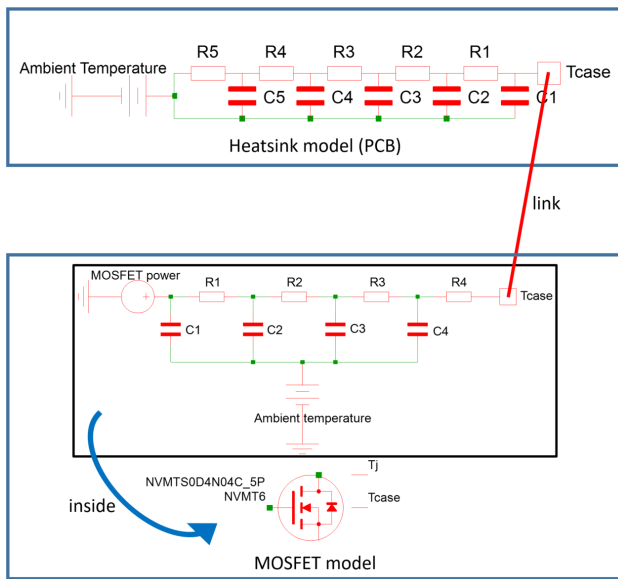 R5 R4 R3 R2 R1
Ambient Temperature
Tcase
C5 C4 C3 C2 C1
Heatsink model (PCB)
link
MOSFET power
R1 R2 R3 R4
Tcase
C1 C2 C3 C4
Ambient temperature
Tj
NVMTS0D4N04C_5P
NVMT6
Tcase
inside
MOSFET model